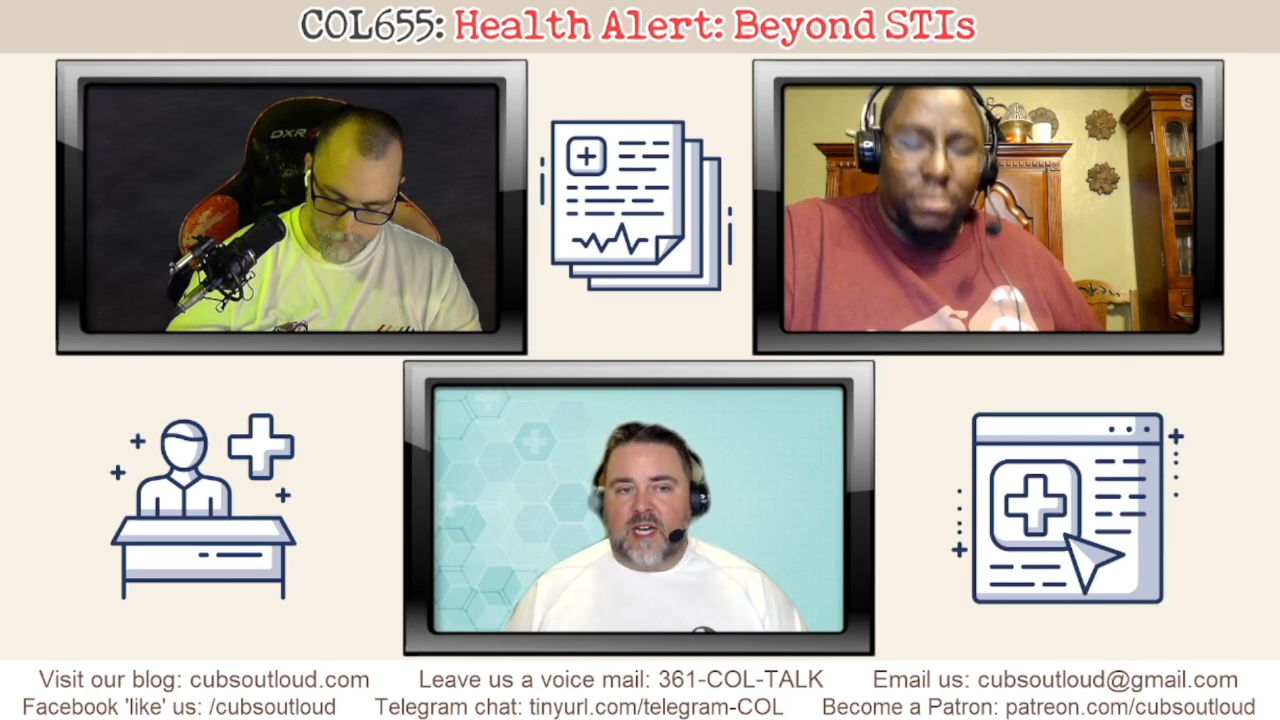 COL655: Health Alert: Beyond STIs
DXR
S
Visit our blog: cubsoutloud.com
Leave us a voice mail: 361-COL-TALK
Email us: cubsoutloud@gmail.com
Facebook 'like' us: /cubsoutloud
Telegram chat: tinyurl.com/telegram-COL
Become a Patron: patreon.com/cubsoutloud